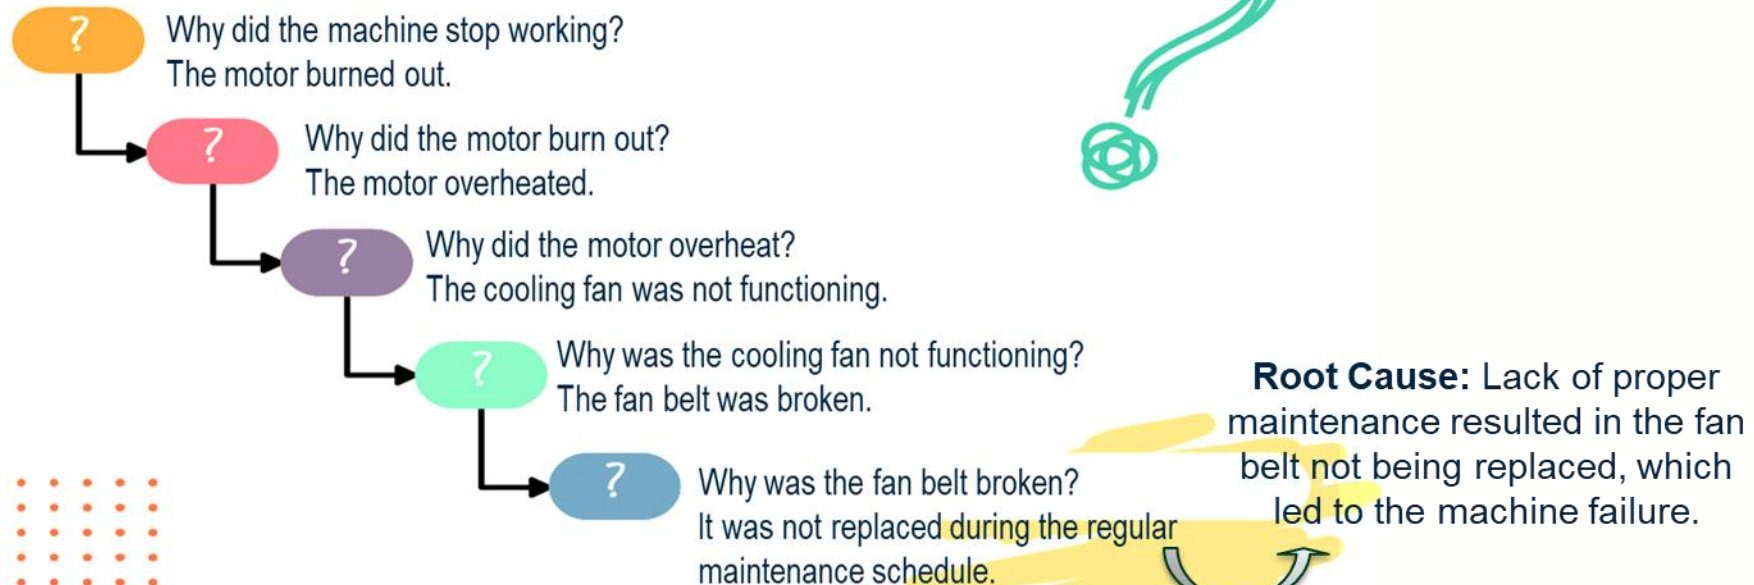 ?
Why did the machine stop working?
The motor burned out.
?
Why did the motor burn out?
The motor overheated.
?
Why did the motor overheat?
The cooling fan was not functioning.
?
Why was the cooling fan not functioning?
The fan belt was broken.
?
Why was the fan belt broken?
It was not replaced during the regular
maintenance schedule.
Root Cause: Lack of proper
maintenance resulted in the fan
belt not being replaced, which
led to the machine failure.